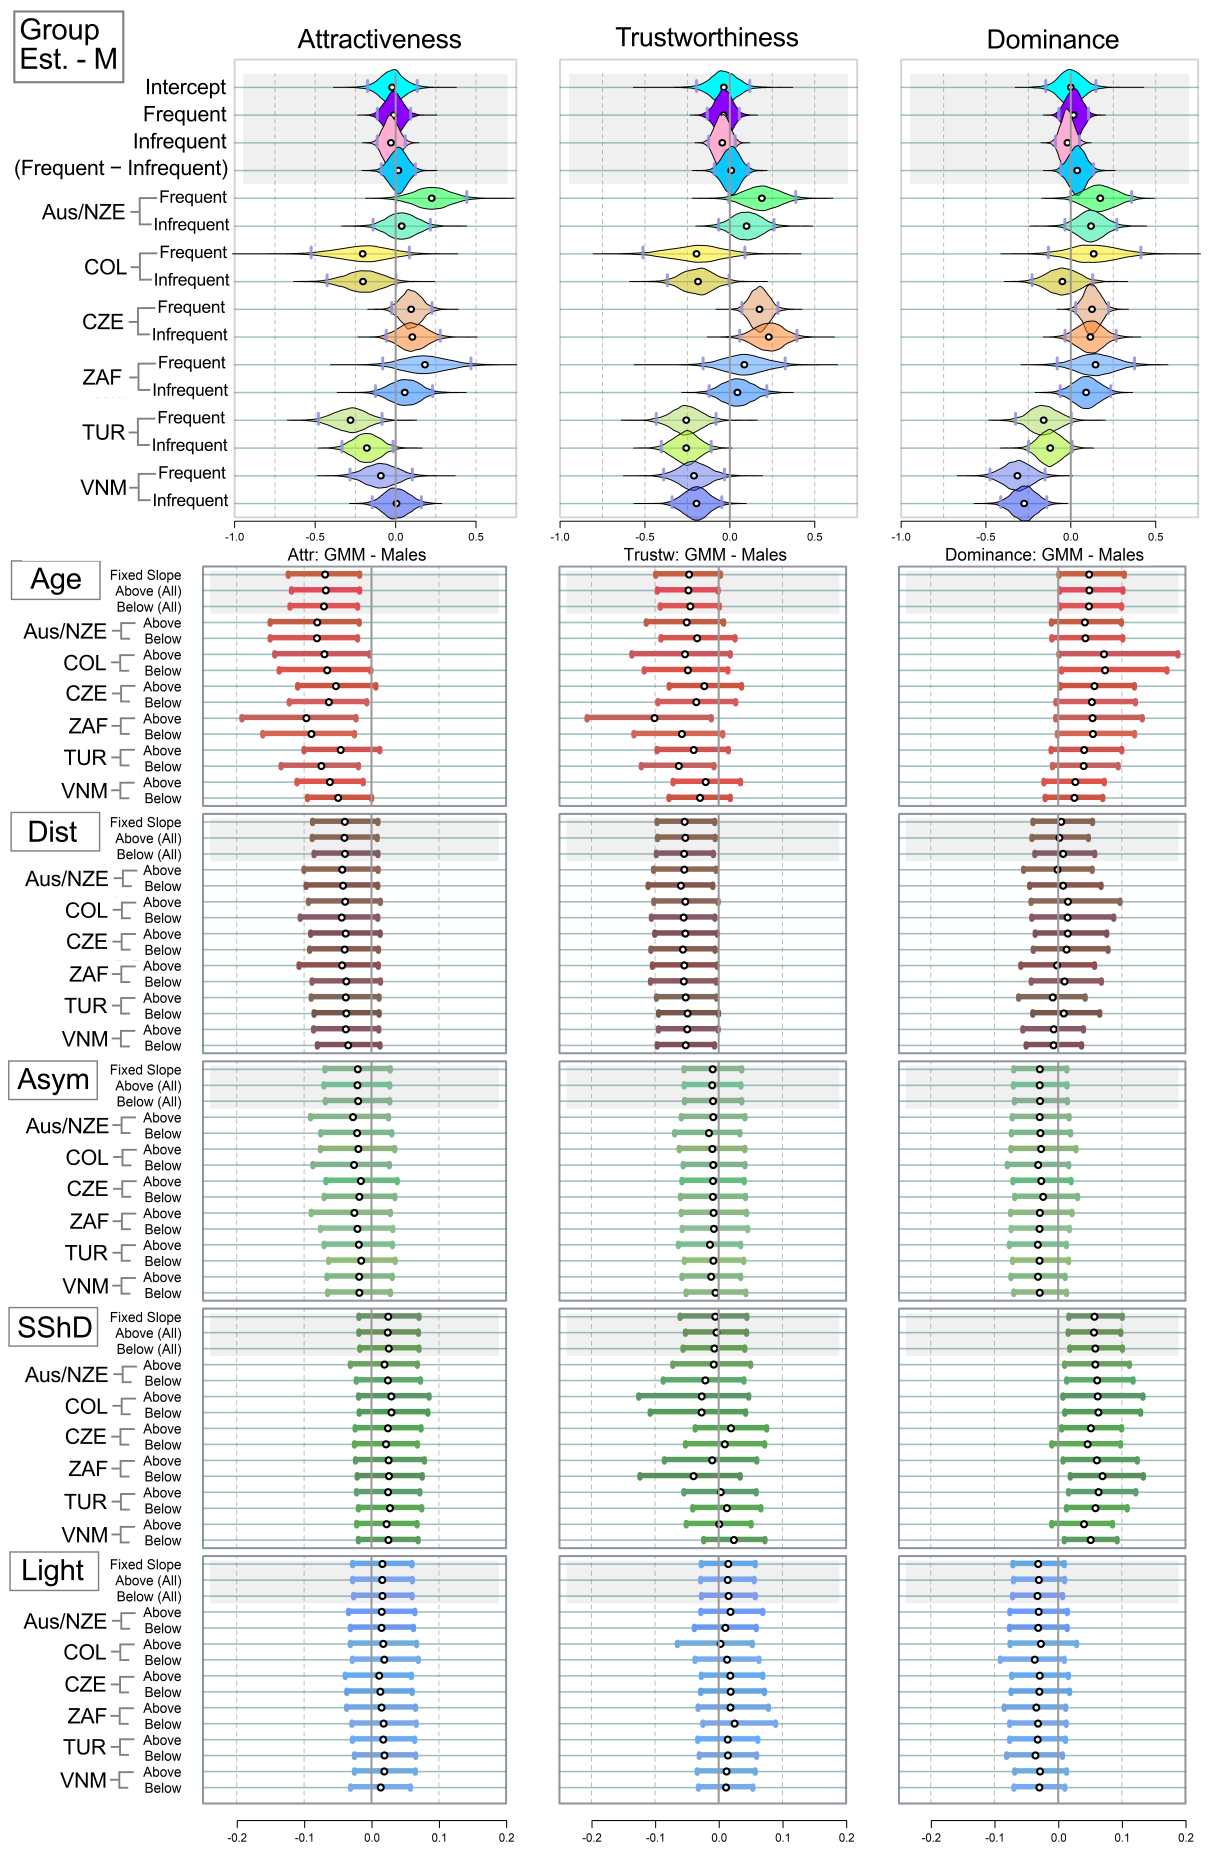 Group
Est. - M
Attractiveness
Trustworthiness
Dominance
Intercept
Frequent
Infrequent
(Frequent − Infrequent)
Aus/NZE
Frequent
Infrequent
COL
Frequent
Infrequent
CZE
Frequent
Infrequent
ZAF
Frequent
Infrequent
TUR
Frequent
Infrequent
VNM
Frequent
Infrequent
-1.0 -0.5 0.0 0.5
-1.0 -0.5 0.0 0.5
-1.0 -0.5 0.0 0.5
Attr: GMM - Males
Trustw: GMM - Males
Dominance: GMM - Males
Age
Fixed Slope
Above (All)
Below (All)
Aus/NZE
Above
Below
COL
Above
Below
CZE
Above
Below
ZAF
Above
Below
TUR
Above
Below
VNM
Above
Below
Dist
Fixed Slope
Above (All)
Below (All)
Aus/NZE
Above
Below
COL
Above
Below
CZE
Above
Below
ZAF
Above
Below
TUR
Above
Below
VNM
Above
Below
Asym
Fixed Slope
Above (All)
Below (All)
Aus/NZE
Above
Below
COL
Above
Below
CZE
Above
Below
ZAF
Above
Below
TUR
Above
Below
VNM
Above
Below
SShD
Fixed Slope
Above (All)
Below (All)
Aus/NZE
Above
Below
COL
Above
Below
CZE
Above
Below
ZAF
Above
Below
TUR
Above
Below
VNM
Above
Below
Light
Fixed Slope
Above (All)
Below (All)
Aus/NZE
Above
Below
COL
Above
Below
CZE
Above
Below
ZAF
Above
Below
TUR
Above
Below
VNM
Above
Below
-0.2 -0.1 0.0 0.1 0.2
-0.2 -0.1 0.0 0.1 0.2
-0.2 -0.1 0.0 0.1 0.2